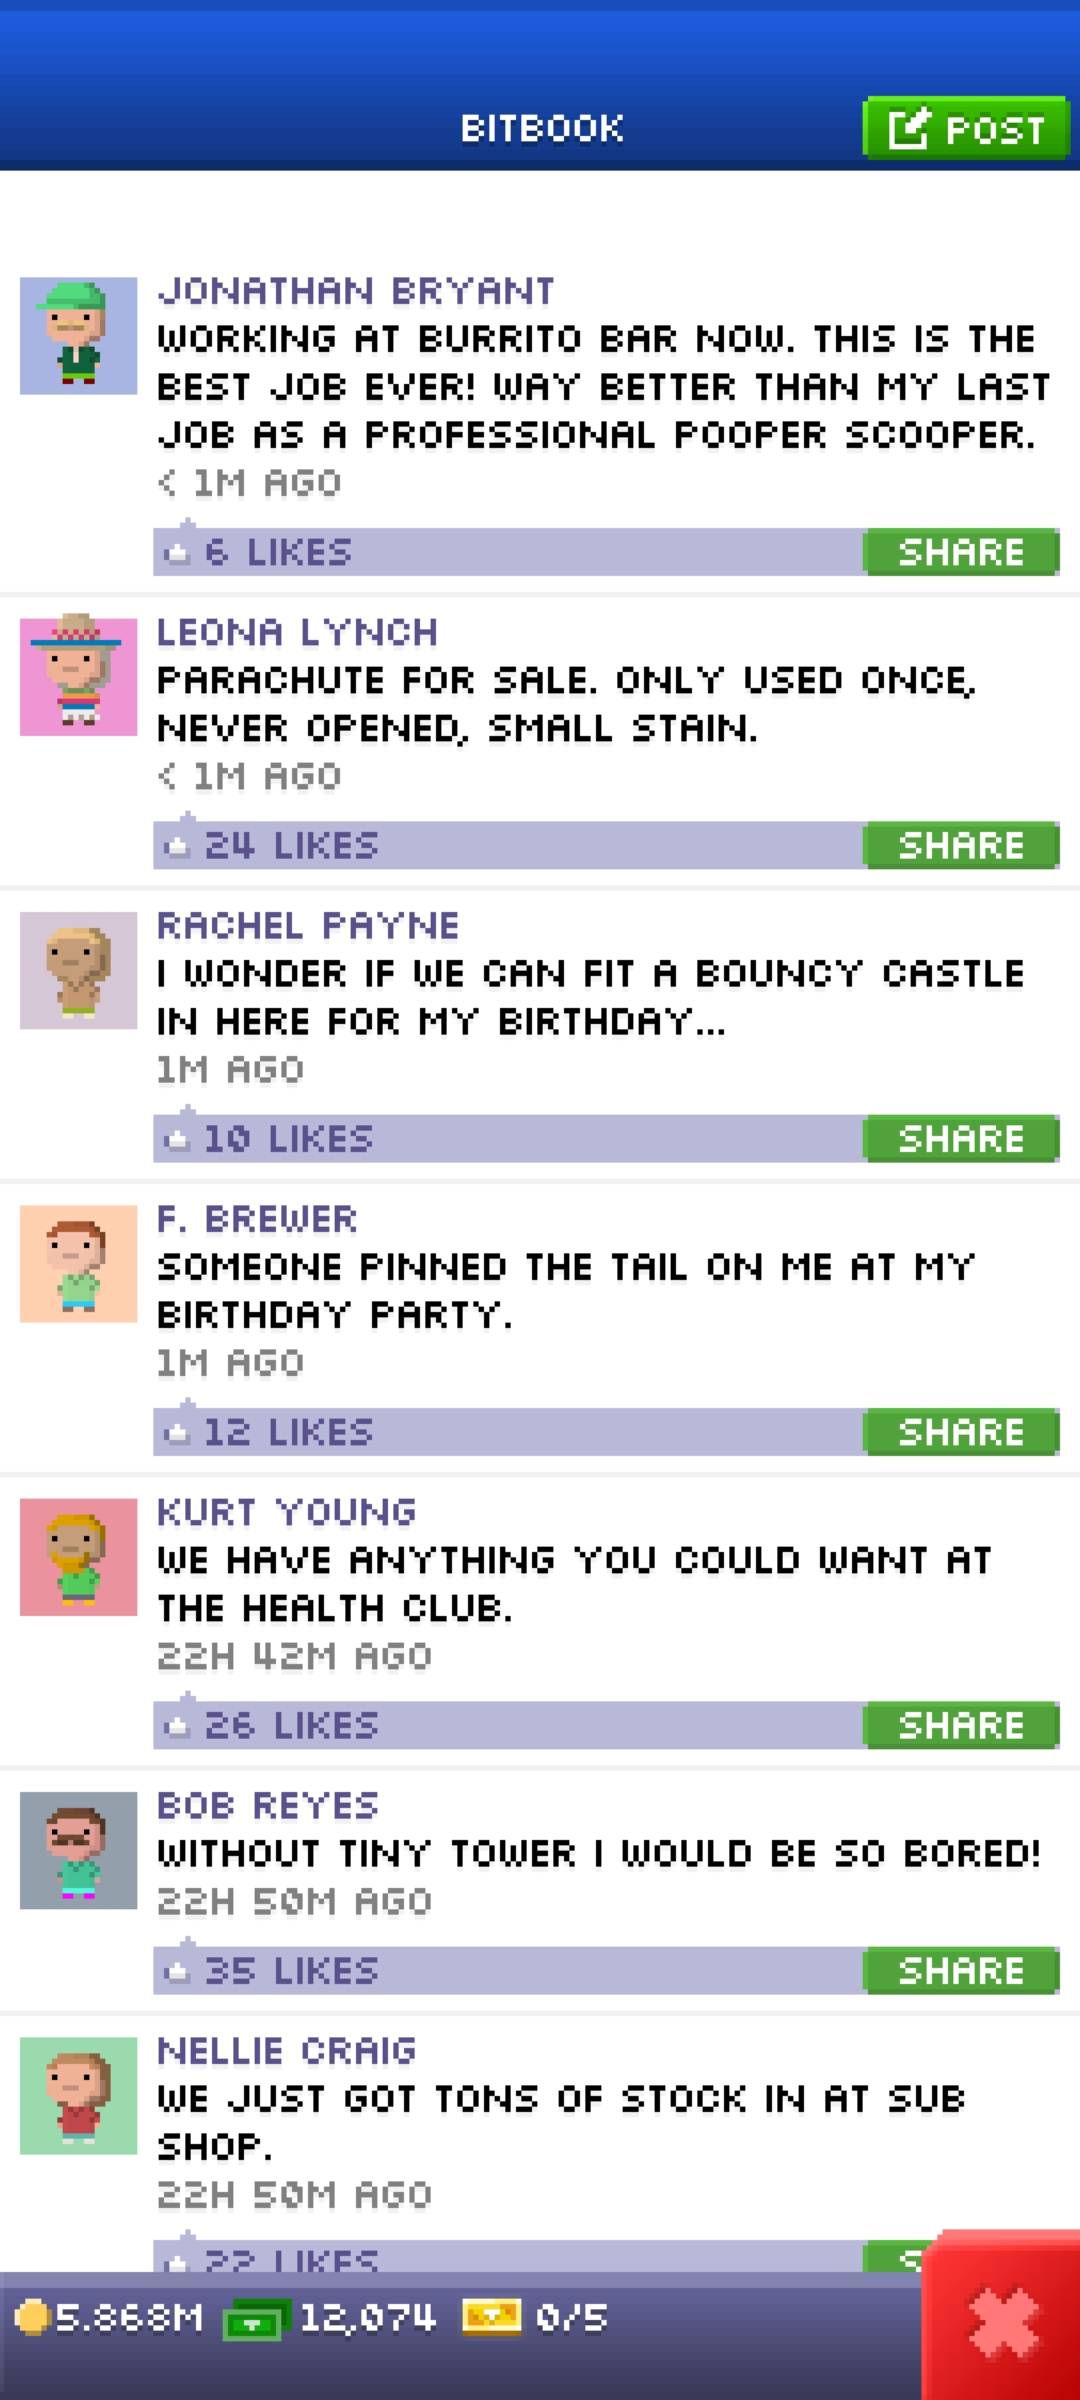 BITBOOK
POST
JONATHAN BRYANT
WORKING AT BURRITO BAR NOW. THIS IS THE
BEST JOB EVER! WAY BETTER THAN MY LAST
JOB AS A PROFESSIONAL POOPER SCOOPER.
< 1M AGO
6 LIKES
SHARE
LEONA LYNCH
PARACHUTE FOR SALE. ONLY USED ONCE,
NEVER OPENED, SMALL STAIN.
< 1M AGO
24 LIKES
SHARE
RACHEL PAYNE
I WONDER IF WE CAN FIT A BOUNCY CASTLE
IN HERE FOR MY BIRTHDAY...
1M AGO
10 LIKES
SHARE
F. BREWER
SOMEONE PINNED THE TAIL ON ME AT MY
BIRTHDAY PARTY.
1M AGO
12 LIKES
SHARE
KURT YOUNG
WE HAVE ANYTHING YOU COULD WANT AT
THE HEALTH CLUB.
22H 42M AGO
26 LIKES
SHARE
BOB REYES
WITHOUT TINY TOWER I WOULD BE SO BORED!
22H 50M AGO
35 LIKES
SHARE
NELLIE CRAIG
WE JUST GOT TONS OF STOCK IN AT SUB
SHOP.
22H 50M AGO
22 LIKES
5.868M
12,074
0/5